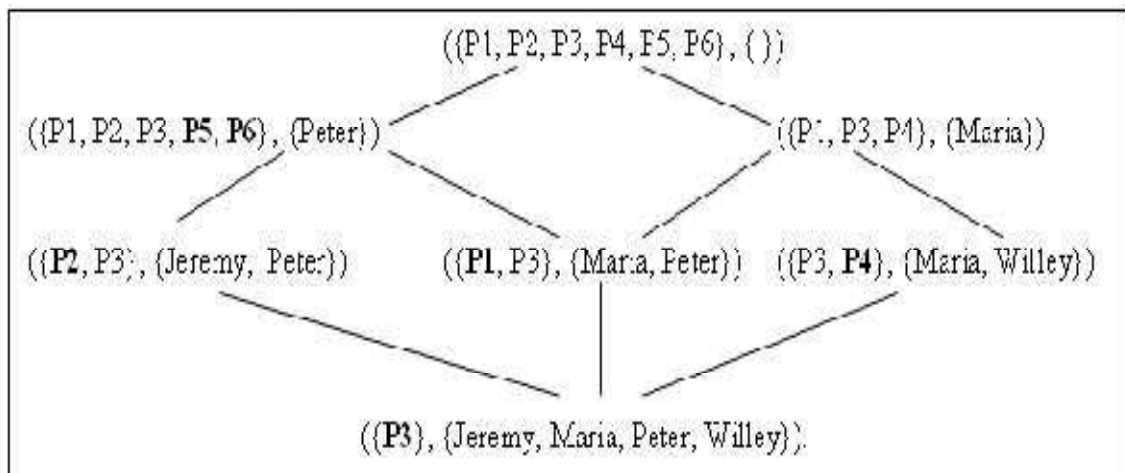 ({P1, P2, P3, P4, P5, P6}, { })
({P1, P2, P3, P5, P6}, {Peter}) ({P1, P3, P4}, {Maria})
({P2, P3}, {Jeremy, Peter}) ({P1, P3}, {Maria, Peter}) ({P3, P4}, {Maria, Willey})
({P3}, {Jeremy, Maria, Peter, Willey}).